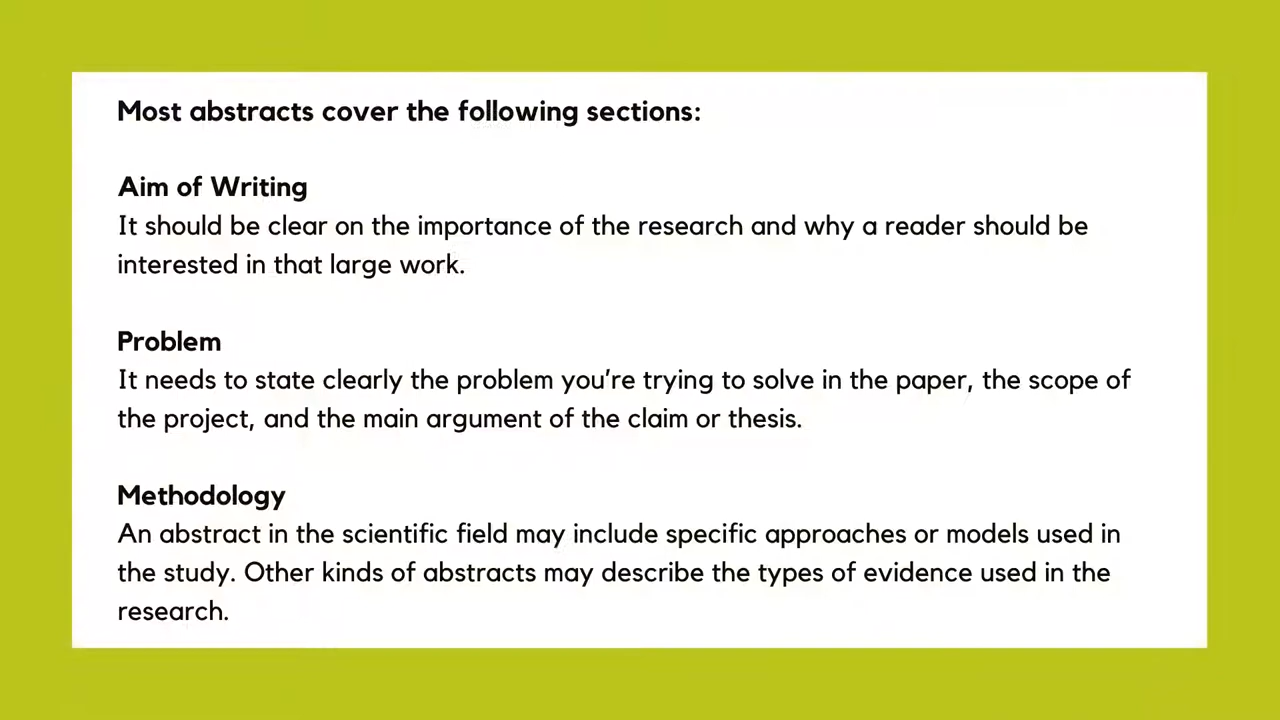 Most abstracts cover the following sections:
Aim of Writing
It should be clear on the importance of the research and why a reader should be
interested in that large work.
Problem
It needs to state clearly the problem you’re trying to solve in the paper, the scope of
the project, and the main argument of the claim or thesis.
Methodology
An abstract in the scientific field may include specific approaches or models used in
the study. Other kinds of abstracts may describe the types of evidence used in the
research.